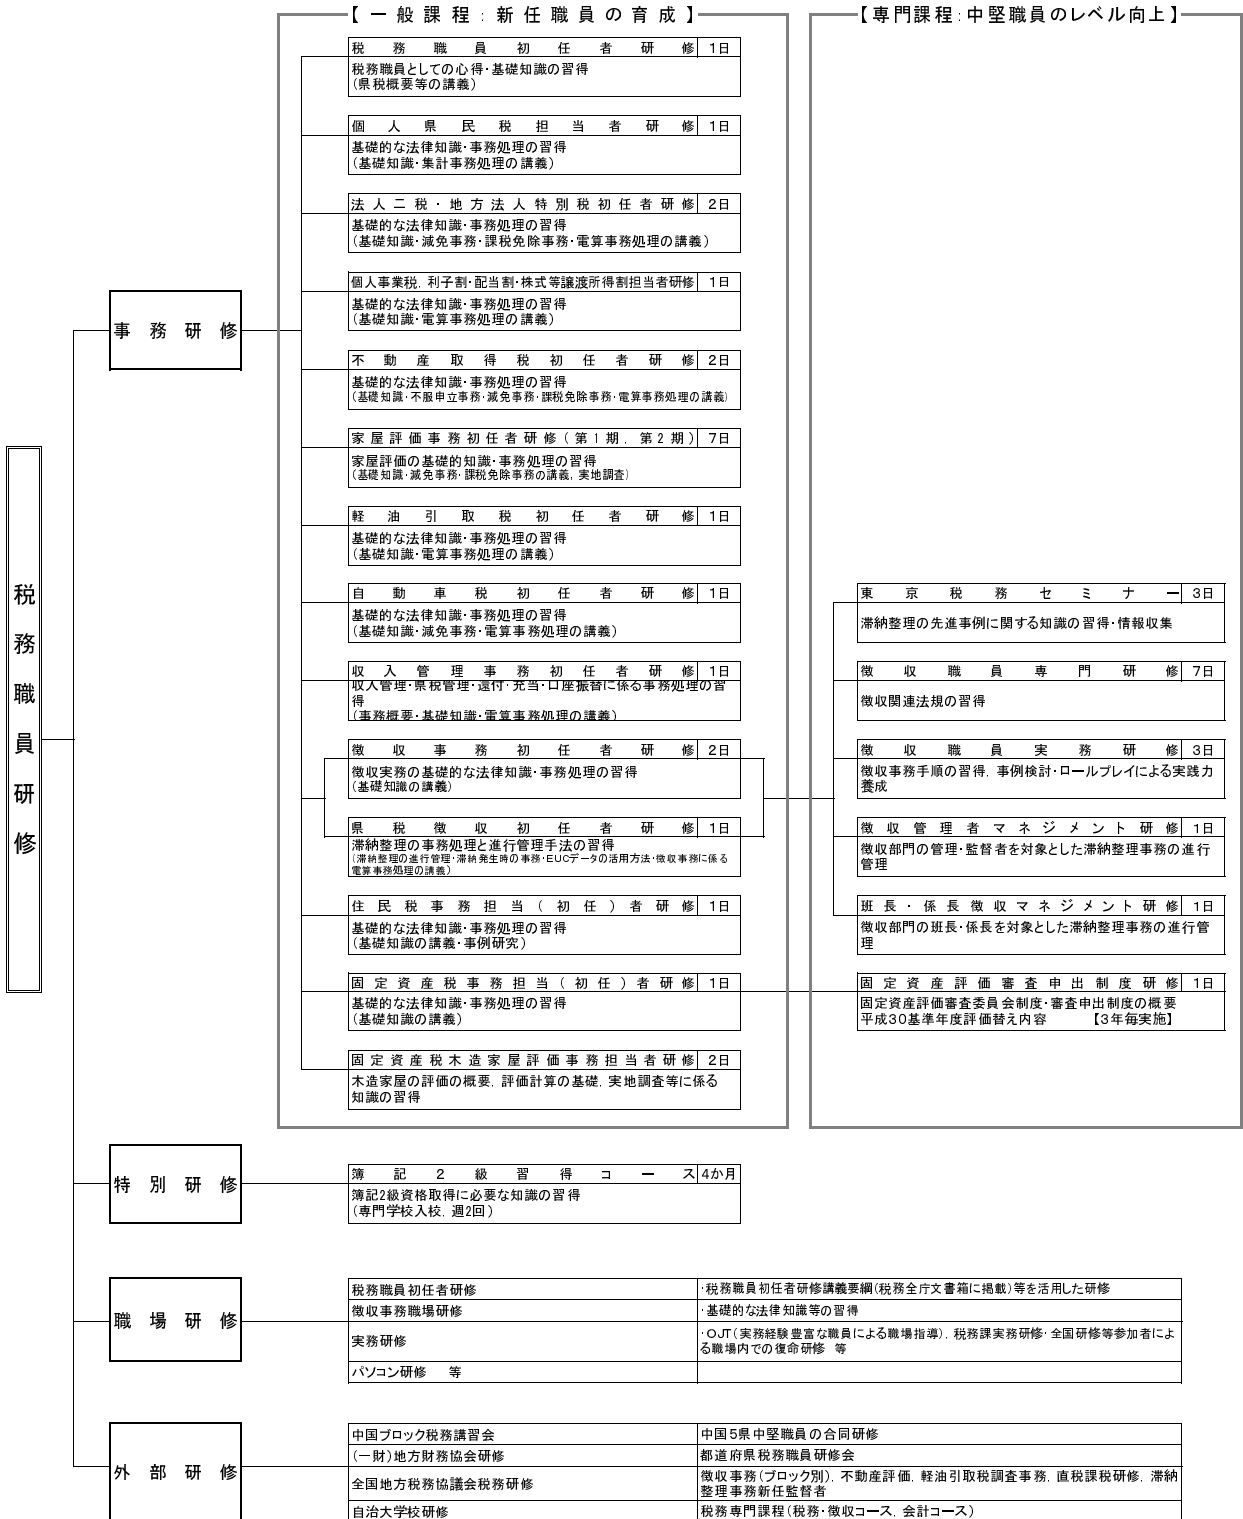 【一般課程：新任職員の育成】
税務職員初任者研修 1日
税務職員としての心得・基礎知識の習得
（県税概要等の講義）
個人県民税担当者研修 1日
基礎的な法律知識・事務処理の習得
（基礎知識・集計事務処理の講義）
法人二税・地方法人特別税初任者研修 2日
基礎的な法律知識・事務処理の習得
（基礎知識・減免事務・課税免除事務・電算事務処理の講義）
個人事業税，利子割・配当割・株式等譲渡所得割担当者研修 1日
基礎的な法律知識・事務処理の習得
（基礎知識・電算事務処理の講義）
不動産取得税初任者研修 2日
基礎的な法律知識・事務処理の習得
（基礎知識・不服申立事務・減免事務・課税免除事務・電算事務処理の講義）
家屋評価事務初任者研修（第1期，第2期） 7日
家屋評価の基礎的知識・事務処理の習得
（基礎知識・減免事務・課税免除事務の講義，実地調査）
軽油引取税初任者研修 1日
基礎的な法律知識・事務処理の習得
（基礎知識・電算事務処理の講義）
自動車税初任者研修 1日
基礎的な法律知識・事務処理の習得
（基礎知識・減免事務・電算事務処理の講義）
収入管理事務初任者研修 1日
収入管理・県税管理・還付・充当・口座振替に係る事務処理の習
得
（事務概要・基礎知識・電算事務処理の講義）
徴収事務初任者研修 2日
徴収実務の基礎的な法律知識・事務処理の習得
（基礎知識の講義）
県税徴収初任者研修 1日
滞納整理の事務処理と進行管理手法の習得
（滞納整理の進行管理・滞納発生時の事務・EUCデータの活用方法・徴収事務に係る
電算事務処理の講義）
住民税事務担当（初任）者研修 1日
基礎的な法律知識・事務処理の習得
（基礎知識の講義・事例研究）
固定資産税事務担当（初任）者研修 1日
基礎的な法律知識・事務処理の習得
（基礎知識の講義）
固定資産税木造家屋評価事務担当者研修 2日
木造家屋の評価の概要，評価計算の基礎，実地調査等に係る
知識の習得
【専門課程：中堅職員のレベル向上】
東京税務セミナー 3日
滞納整理の先進事例に関する知識の習得・情報収集
徴収職員専門研修 7日
徴収関連法規の習得
徴収職員実務研修 3日
徴収事務手順の習得，事例検討・ロールプレイによる実践力
養成
徴収管理者マネジメント研修 1日
徴収部門の管理・監督者を対象とした滞納整理事務の進行
管理
班長・係長徴収マネジメント研修 1日
徴収部門の班長・係長を対象とした滞納整理事務の進行管
理
固定資産評価審査申出制度研修 1日
固定資産評価審査委員会制度・審査申出制度の概要
平成30基準年度評価替え内容 【3年毎実施】
税務職員研修
事務研修
特別研修
簿記2級習得コース 4か月
簿記2級資格取得に必要な知識の習得
（専門学校入校，週2回）
職場研修
税務職員初任者研修 ・税務職員初任者研修講義要綱（税務全庁文書箱に掲載）等を活用した研修
徴収事務職場研修 ・基礎的な法律知識等の習得
実務研修 ・OJT（実務経験豊富な職員による職場指導），税務課実務研修・全国研修等参加者によ
る職場内での復命研修 等
パソコン研修 等
外部研修
中国ブロック税務講習会 中国5県中堅職員の合同研修
（一財）地方財務協会研修 都道府県税務職員研修会
全国地方税務協議会税務研修 徴収事務（ブロック別），不動産評価，軽油引取税調査事務，直税課税研修，滞納
整理事務新任監督者
自治大学校研修 税務専門課程（税務・徴収コース，会計コース）